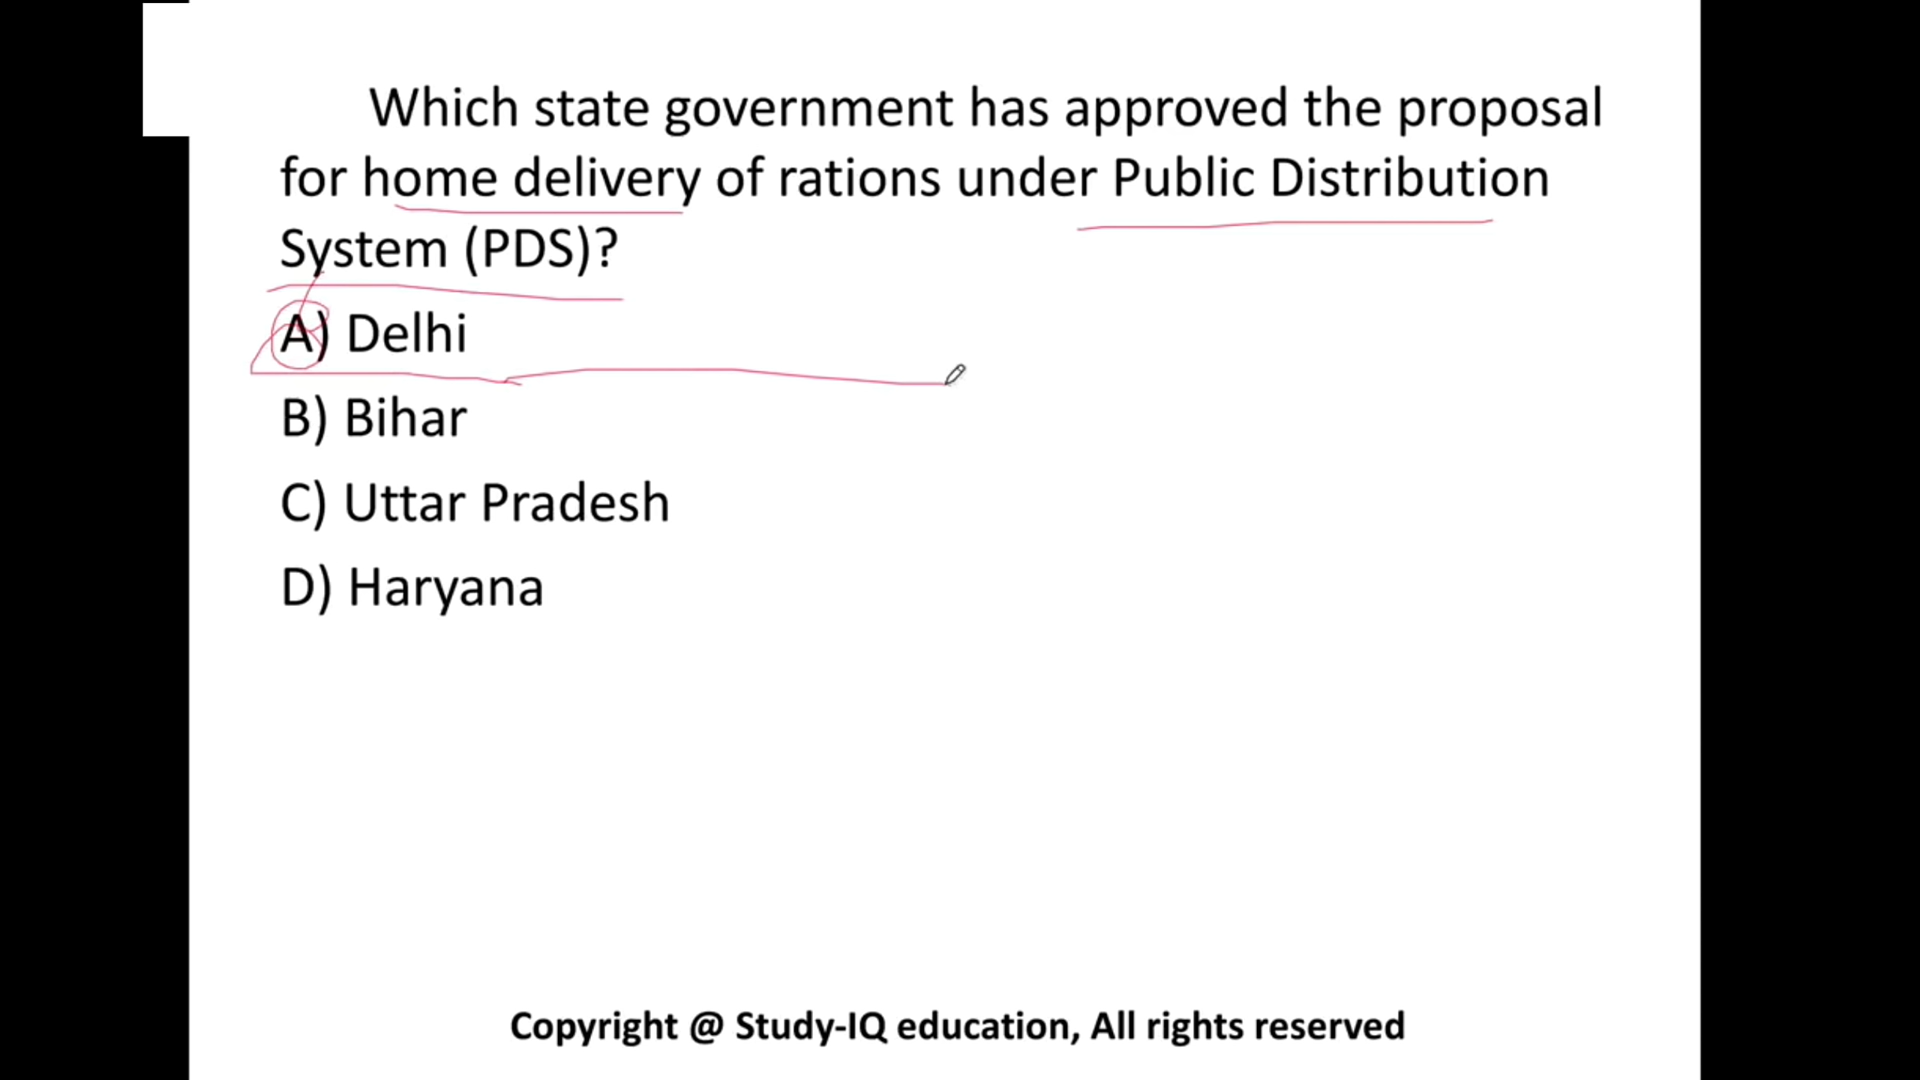 Which state government has approved the proposal
for home delivery of rations under Public Distribution
System (PDS)?
A) Delhi
B) Bihar
C) Uttar Pradesh
D) Haryana
Copyright @ Study-IQ education, All rights reserved